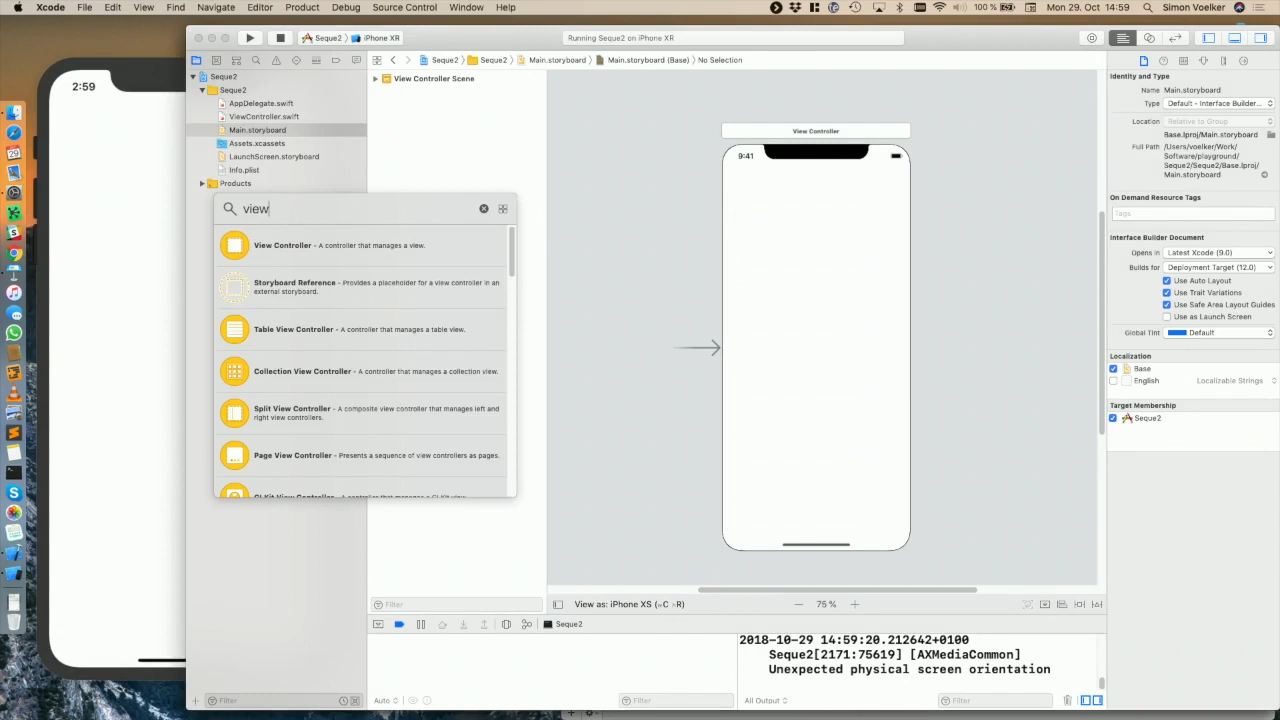 Xcode File Edit View Find Navigate Editor Product Debug Source Control Window Help 100 % Mon 29. Oct. 14:59 Simon Voelker
Seque2 iPhone XR Running Seque2 on iPhone XR
Seque2 Seque2 Main.storyboard Main.storyboard (Base) No Selection
2:59
Seque2
Seque2
AppDelegate.swift
ViewController.swift
Main.storyboard
Assets.xcassets
LaunchScreen.storyboard
Info.plist
Products
View Controller Scene
view
View Controller - A controller that manages a view.
Storyboard Reference - Provides a placeholder for a view controller in an
external storyboard.
Table View Controller - A controller that manages a table view.
Collection View Controller - A controller that manages a collection view.
Split View Controller - A composite view controller that manages left and
right view controllers.
Page View Controller - Presents a sequence of view controllers as pages.
GLKit View Controller - A controller that manages a GLKit view.
View Controller
9:41
Filter
View as: iPhone XS (wC hR)
75 %
Seque2
2018-10-29 14:59:20.212642+0100
Seque2[2171:75619] [AXMediaCommon]
Unexpected physical screen orientation
Filter
Auto
Filter
All Output
Filter
Identity and Type
Name Main.storyboard
Type Default - Interface Builder...
Location Relative to Group
Base.lproj/Main.storyboard
Full Path /Users/voelker/Work/
Software/playground/
Seque2/Seque2/Base.lproj/
Main.storyboard
On Demand Resource Tags
Tags
Interface Builder Document
Opens in Latest Xcode (9.0)
Builds for Deployment Target (12.0)
Use Auto Layout
Use Trait Variations
Use Safe Area Layout Guides
Use as Launch Screen
Global Tint Default
Localization
Base
English Localizable Strings
Target Membership
Seque2